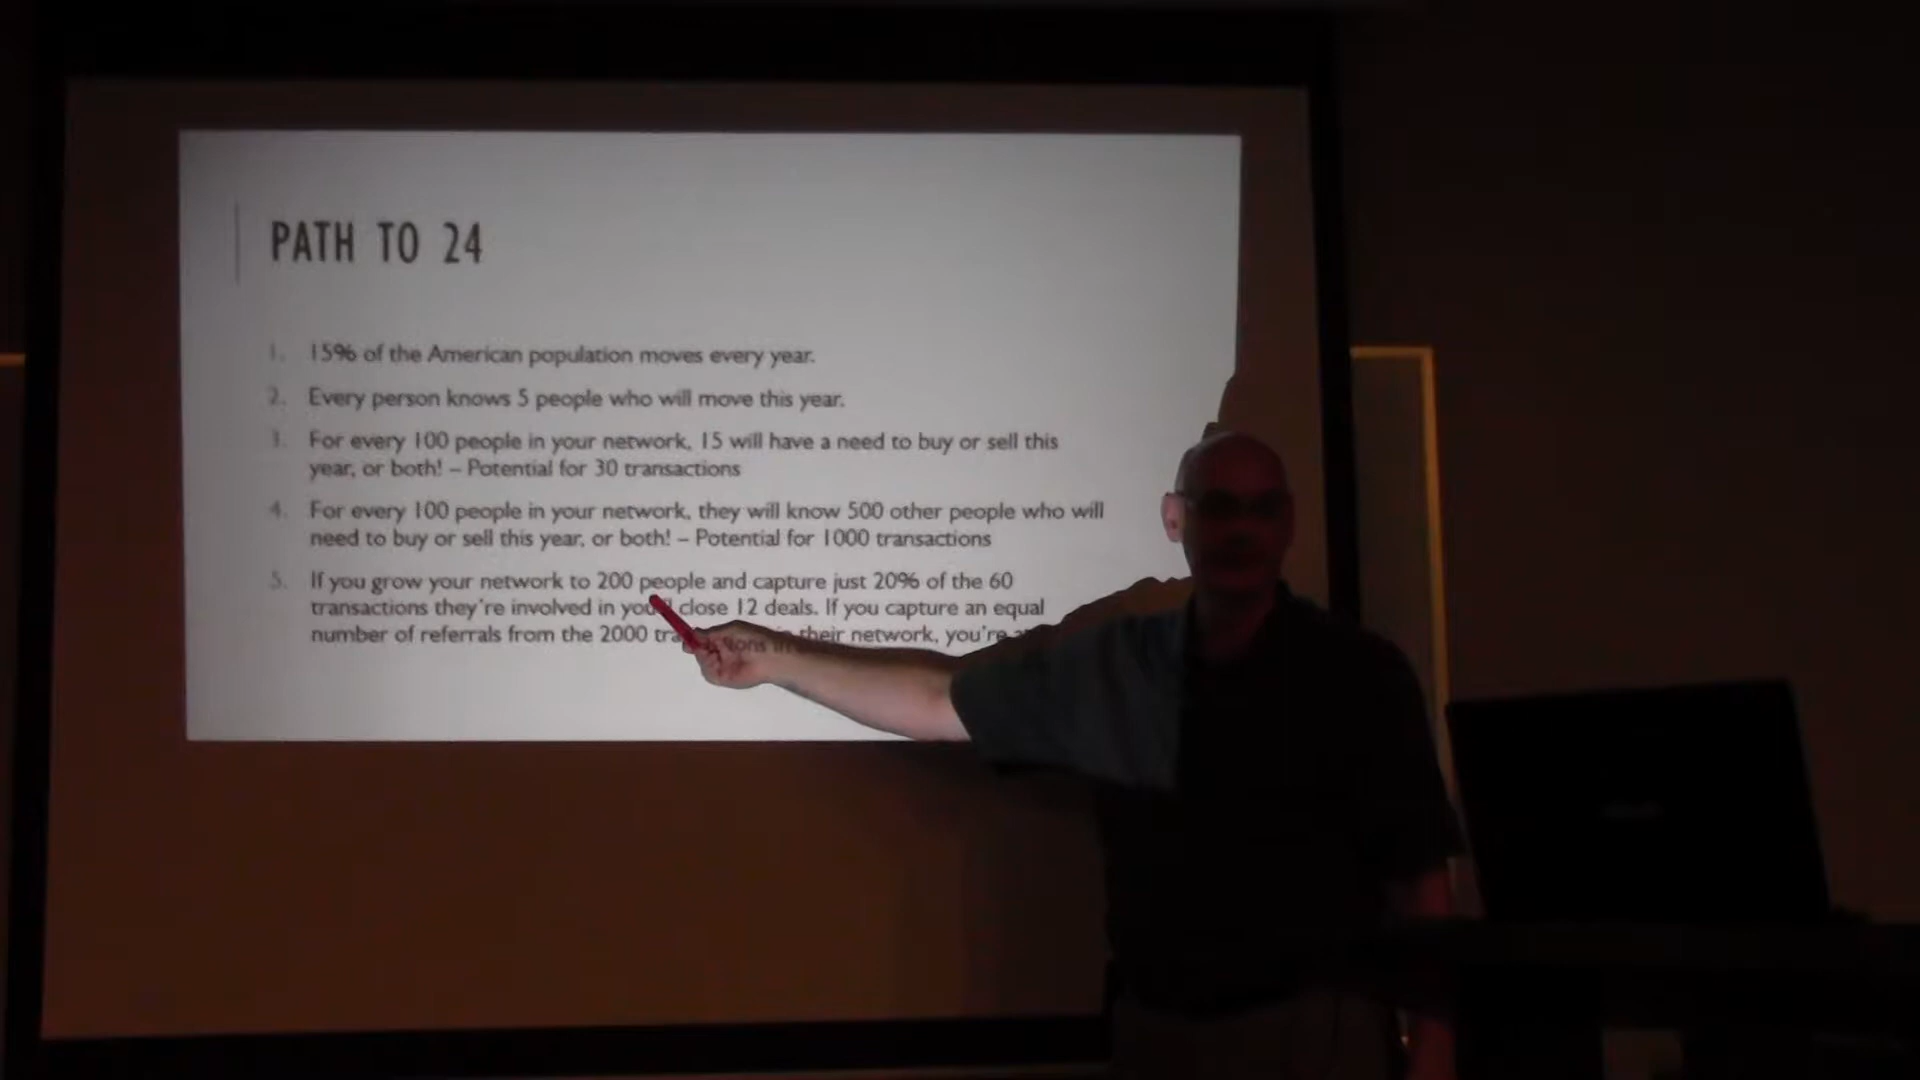 PATH TO 24
1. 15% of the American population moves every year.
2. Every person knows 5 people who will move this year.
3. For every 100 people in your network, 15 will have a need to buy or sell this
year, or both! – Potential for 30 transactions
4. For every 100 people in your network, they will know 500 other people who will
need to buy or sell this year, or both! – Potential for 1000 transactions
5. If you grow your network to 200 people and capture just 20% of the 60
transactions they're involved in you'll close 12 deals. If you capture an equal
number of referrals from the 2000 their network, you're